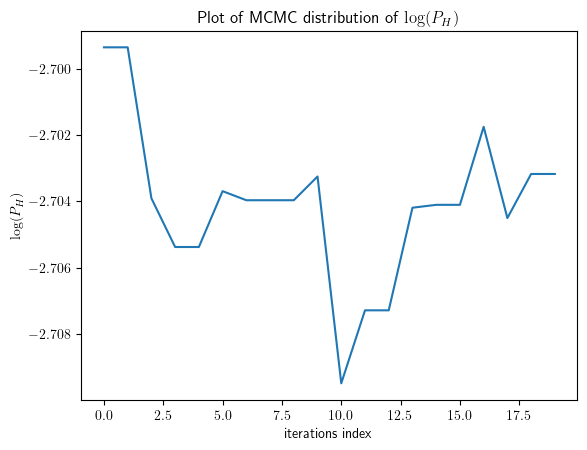 Plot of MCMC distribution of log(P_H)
log(P_H)
−2.700
−2.702
−2.704
−2.706
−2.708
0.0 2.5 5.0 7.5 10.0 12.5 15.0 17.5
iterations index